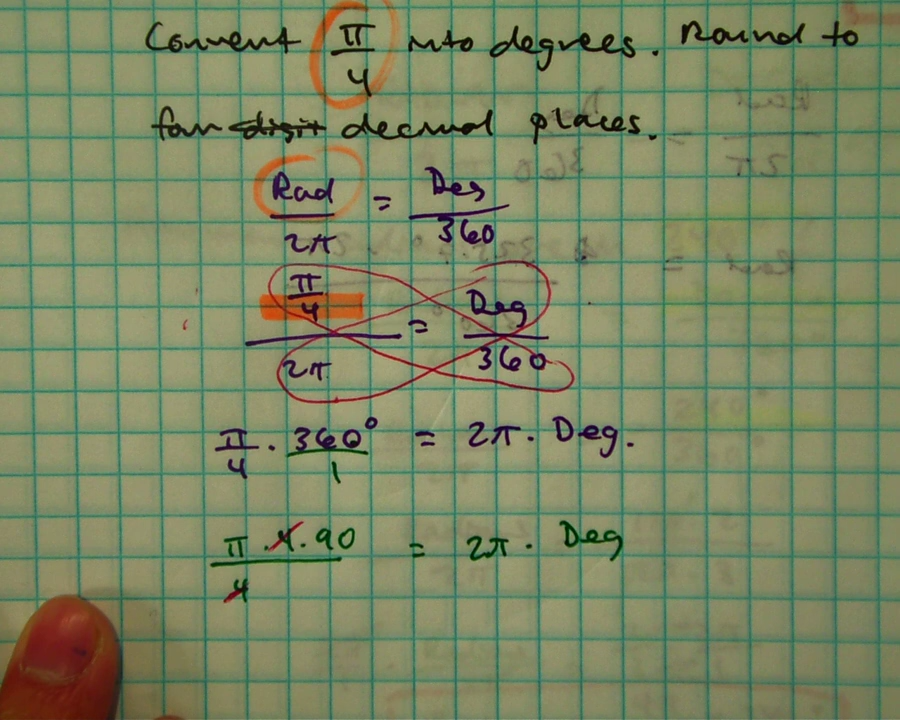 Convert π/4 into degrees. Round to
four digit decimal places.
Rad/2π = Deg/360
π/4/2π = Deg/360
π/4 · 360°/1 = 2π · Deg.
π · 4 · 90/4 = 2π · Deg